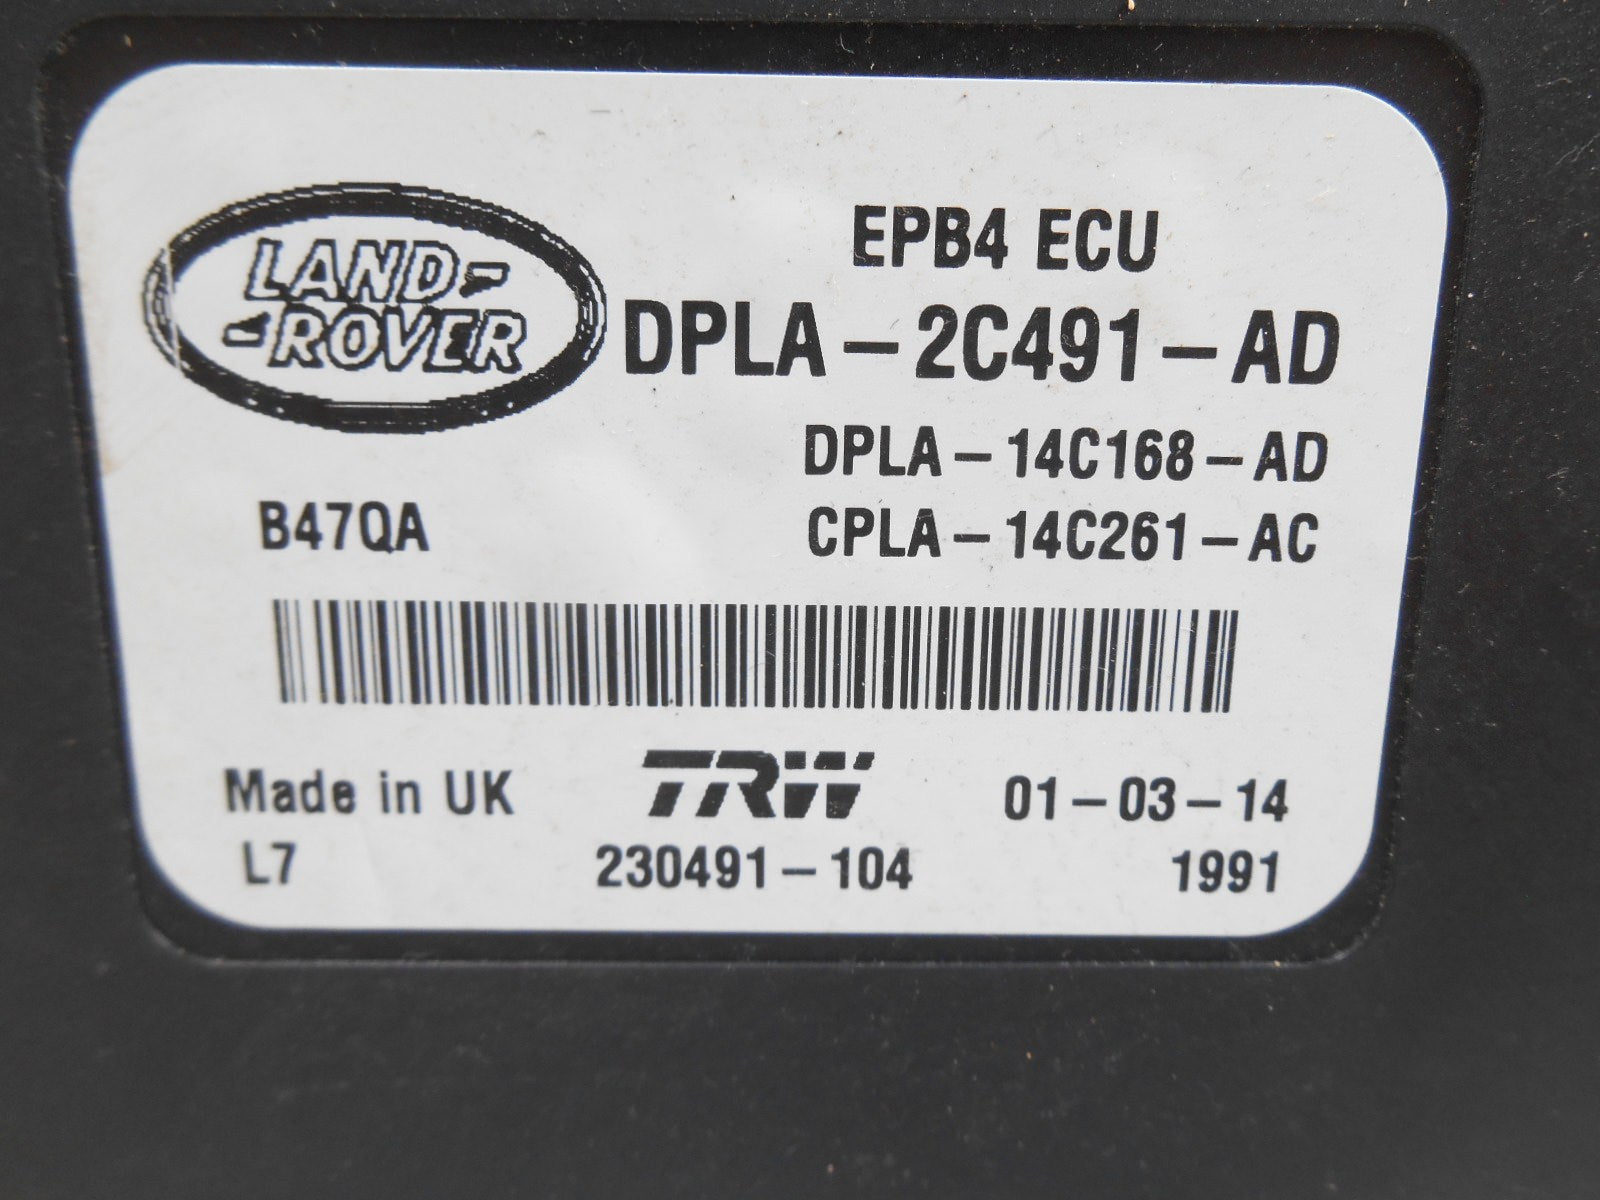 LAND-
-ROVER
EPB4 ECU
DPLA-2C491-AD
DPLA-14C168-AD
B47QA
CPLA-14C261-AC
Made in UK
TRW
01-03-14
L7
230491-104
1991